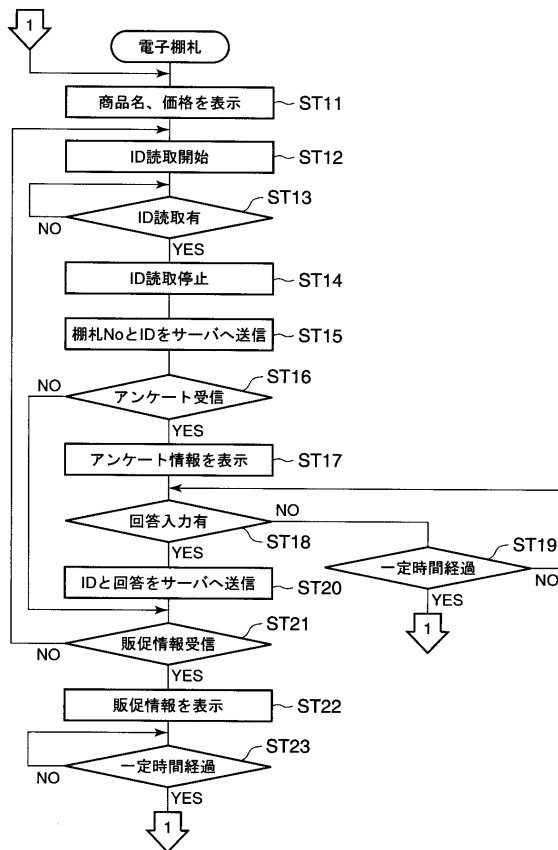 1
電子棚札
商品名、価格を表示 ST11
ID読取開始 ST12
ID読取有 ST13
NO
YES
ID読取停止 ST14
棚札NoとIDをサーバへ送信 ST15
アンケート受信 ST16
NO
YES
アンケート情報を表示 ST17
回答入力有 ST18
NO
YES
一定時間経過 ST19
NO
YES
1
IDと回答をサーバへ送信 ST20
販促情報受信 ST21
NO
YES
販促情報を表示 ST22
一定時間経過 ST23
NO
YES
1